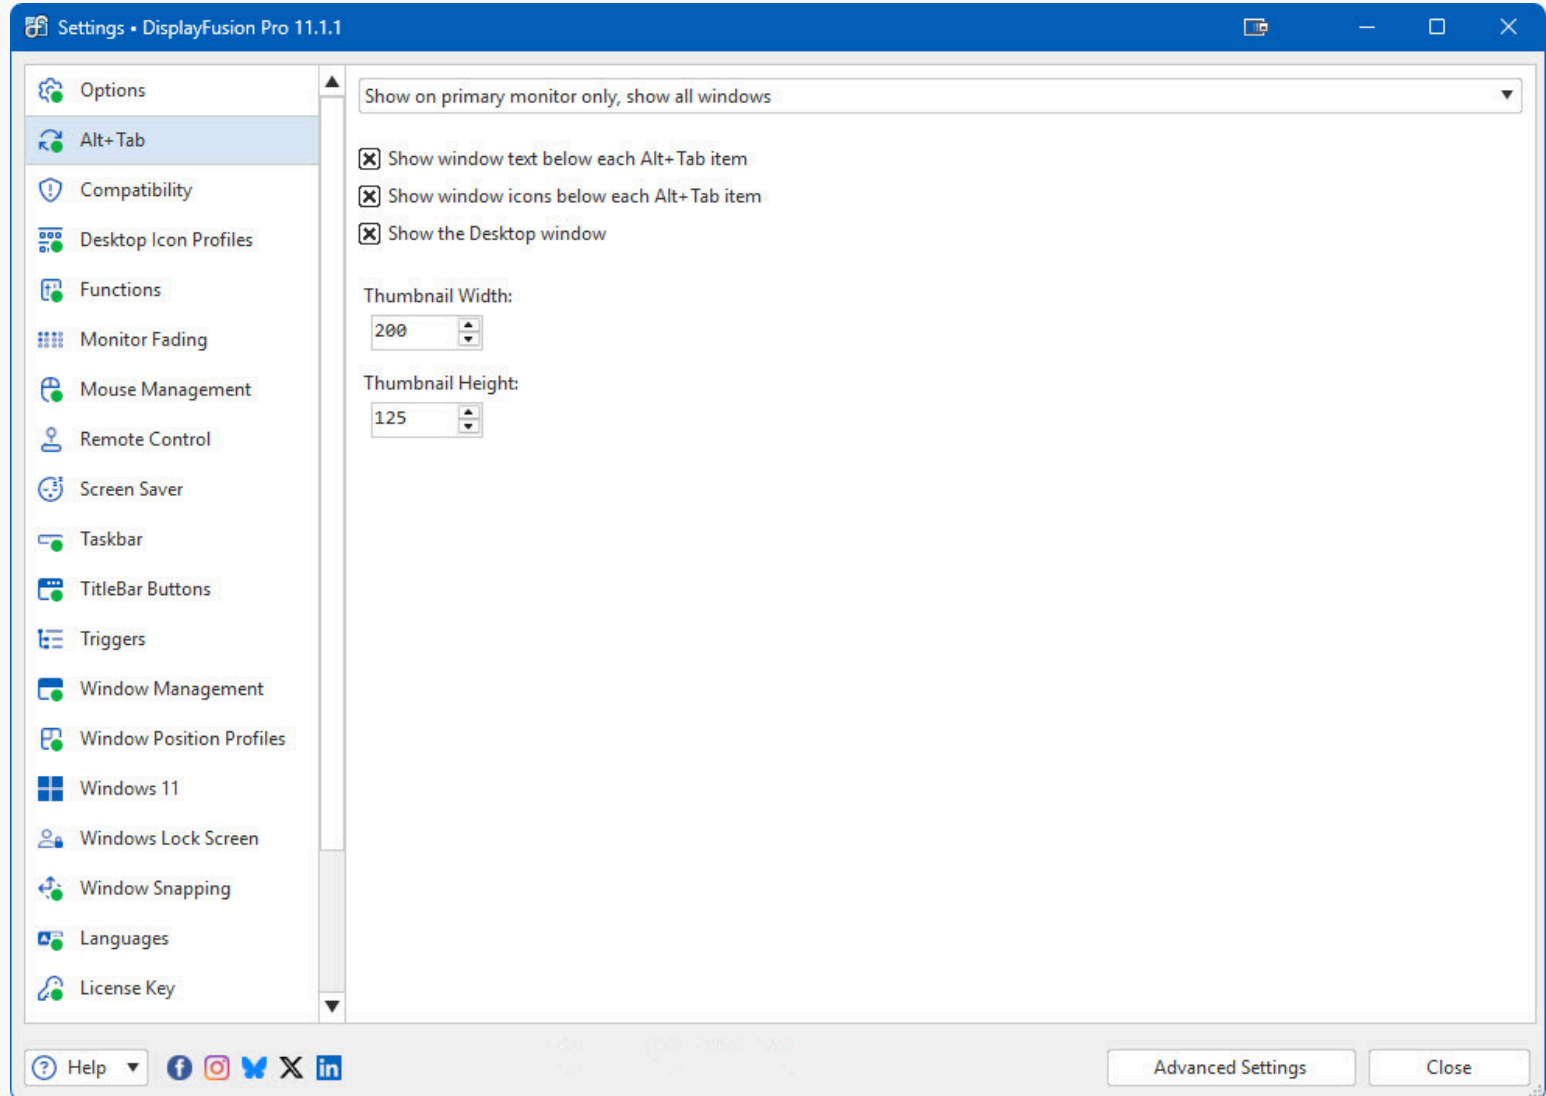 Settings • DisplayFusion Pro 11.1.1
Options
Alt+Tab
Compatibility
Desktop Icon Profiles
Functions
Monitor Fading
Mouse Management
Remote Control
Screen Saver
Taskbar
TitleBar Buttons
Triggers
Window Management
Window Position Profiles
Windows 11
Windows Lock Screen
Window Snapping
Languages
License Key
Show on primary monitor only, show all windows
Show window text below each Alt+Tab item
Show window icons below each Alt+Tab item
Show the Desktop window
Thumbnail Width:
200
Thumbnail Height:
125
Help
Advanced Settings
Close